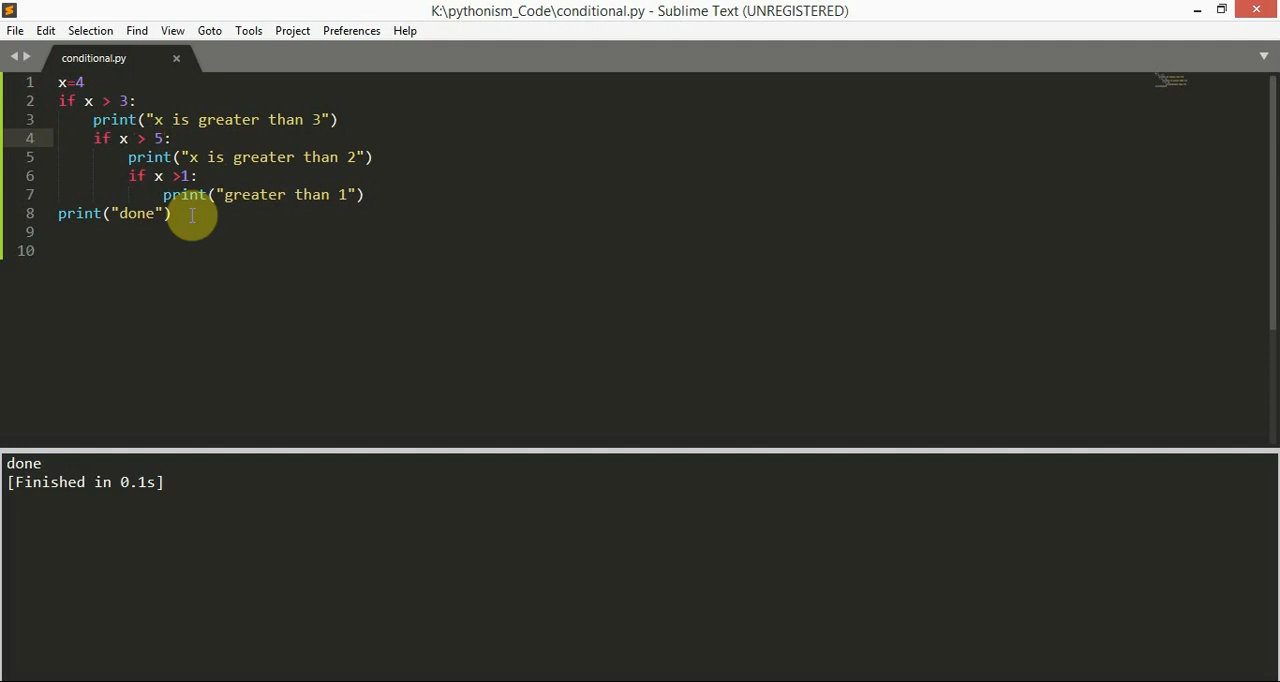 K:\pythonism_Code\conditional.py - Sublime Text (UNREGISTERED)
File Edit Selection Find View Goto Tools Project Preferences Help
conditional.py
1 x=4
2 if x > 3:
3 print("x is greater than 3")
4 if x > 5:
5 print("x is greater than 2")
6 if x >1:
7 print("greater than 1")
8 print("done")
9
10
done
[Finished in 0.1s]